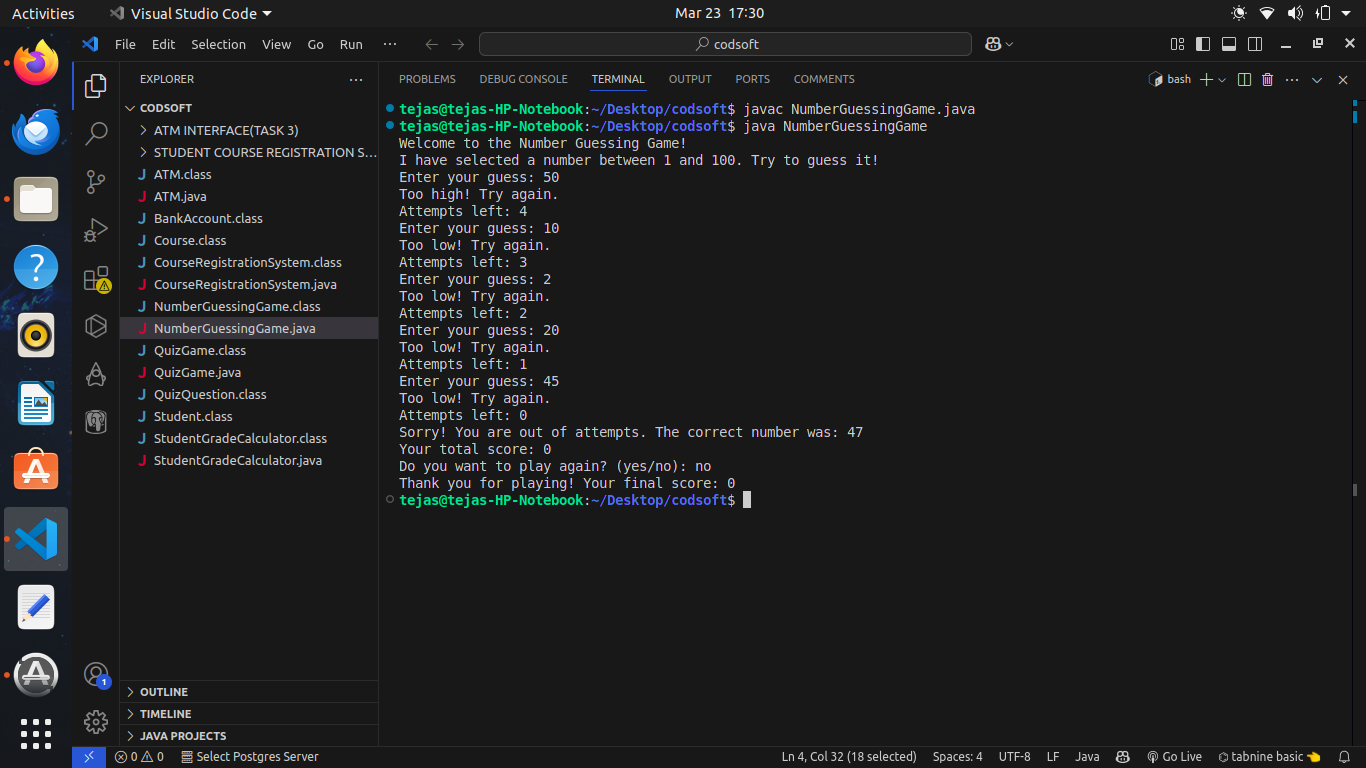 Activities
Visual Studio Code
Mar 23 17:30
File Edit Selection View Go Run ···
codsoft
EXPLORER ···
CODSOFT
ATM INTERFACE(TASK 3)
STUDENT COURSE REGISTRATION S...
ATM.class
ATM.java
BankAccount.class
Course.class
CourseRegistrationSystem.class
CourseRegistrationSystem.java
NumberGuessingGame.class
NumberGuessingGame.java
QuizGame.class
QuizGame.java
QuizQuestion.class
Student.class
StudentGradeCalculator.class
StudentGradeCalculator.java
OUTLINE
TIMELINE
JAVA PROJECTS
PROBLEMS DEBUG CONSOLE TERMINAL OUTPUT PORTS COMMENTS
bash
tejas@tejas-HP-Notebook:~/Desktop/codsoft$ javac NumberGuessingGame.java
tejas@tejas-HP-Notebook:~/Desktop/codsoft$ java NumberGuessingGame
Welcome to the Number Guessing Game!
I have selected a number between 1 and 100. Try to guess it!
Enter your guess: 50
Too high! Try again.
Attempts left: 4
Enter your guess: 10
Too low! Try again.
Attempts left: 3
Enter your guess: 2
Too low! Try again.
Attempts left: 2
Enter your guess: 20
Too low! Try again.
Attempts left: 1
Enter your guess: 45
Too low! Try again.
Attempts left: 0
Sorry! You are out of attempts. The correct number was: 47
Your total score: 0
Do you want to play again? (yes/no): no
Thank you for playing! Your final score: 0
tejas@tejas-HP-Notebook:~/Desktop/codsoft$
1
0 0 Select Postgres Server
Ln 4, Col 32 (18 selected) Spaces: 4 UTF-8 LF Java Go Live tabnine basic 👈